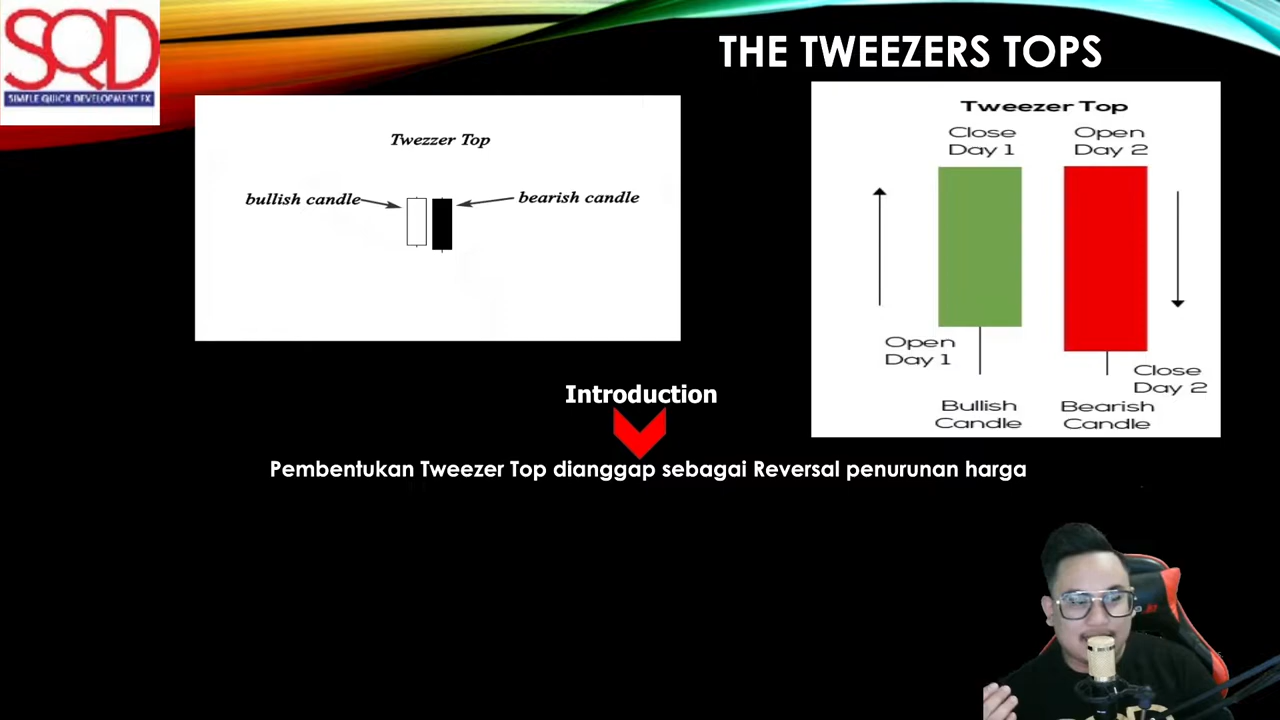 SQD
SIMPLE QUICK DEVELOPMENT FX
THE TWEEZERS TOPS
Twezzer Top
bullish candle
bearish candle
Tweezer Top
Close
Day 1
Open
Day 2
Open
Day 1
Close
Day 2
Bullish
Candle
Bearish
Candle
Introduction
Pembentukan Tweezer Top dianggap sebagai Reversal penurunan harga